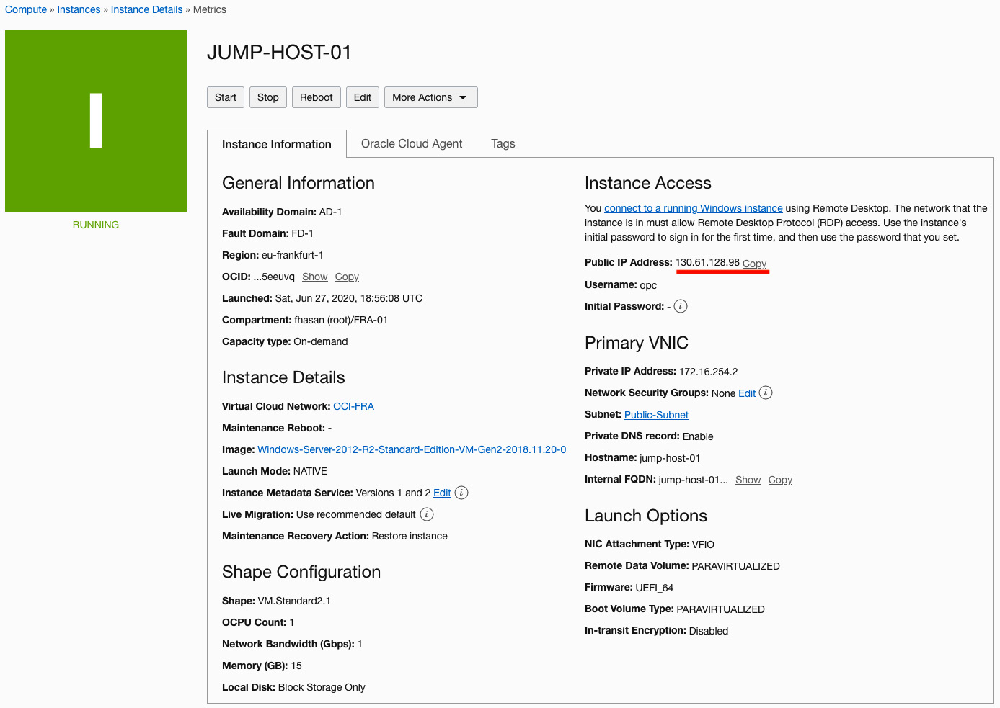 Compute » Instances » Instance Details » Metrics
I
RUNNING
JUMP-HOST-01
Start Stop Reboot Edit More Actions
Instance Information Oracle Cloud Agent Tags
General Information
Availability Domain: AD-1
Fault Domain: FD-1
Region: eu-frankfurt-1
OCID: ...5eeuvq Show Copy
Launched: Sat, Jun 27, 2020, 18:56:08 UTC
Compartment: fhasan (root)/FRA-01
Capacity type: On-demand
Instance Details
Virtual Cloud Network: OCI-FRA
Maintenance Reboot: -
Image: Windows-Server-2012-R2-Standard-Edition-VM-Gen2-2018.11.20-0
Launch Mode: NATIVE
Instance Metadata Service: Versions 1 and 2 Edit i
Live Migration: Use recommended default i
Maintenance Recovery Action: Restore instance
Shape Configuration
Shape: VM.Standard2.1
OCPU Count: 1
Network Bandwidth (Gbps): 1
Memory (GB): 15
Local Disk: Block Storage Only
Instance Access
You connect to a running Windows instance using Remote Desktop. The network that the
instance is in must allow Remote Desktop Protocol (RDP) access. Use the instance's
initial password to sign in for the first time, and then use the password that you set.
Public IP Address: 130.61.128.98 Copy
Username: opc
Initial Password: - i
Primary VNIC
Private IP Address: 172.16.254.2
Network Security Groups: None Edit i
Subnet: Public-Subnet
Private DNS record: Enable
Hostname: jump-host-01
Internal FQDN: jump-host-01... Show Copy
Launch Options
NIC Attachment Type: VFIO
Remote Data Volume: PARAVIRTUALIZED
Firmware: UEFI_64
Boot Volume Type: PARAVIRTUALIZED
In-transit Encryption: Disabled